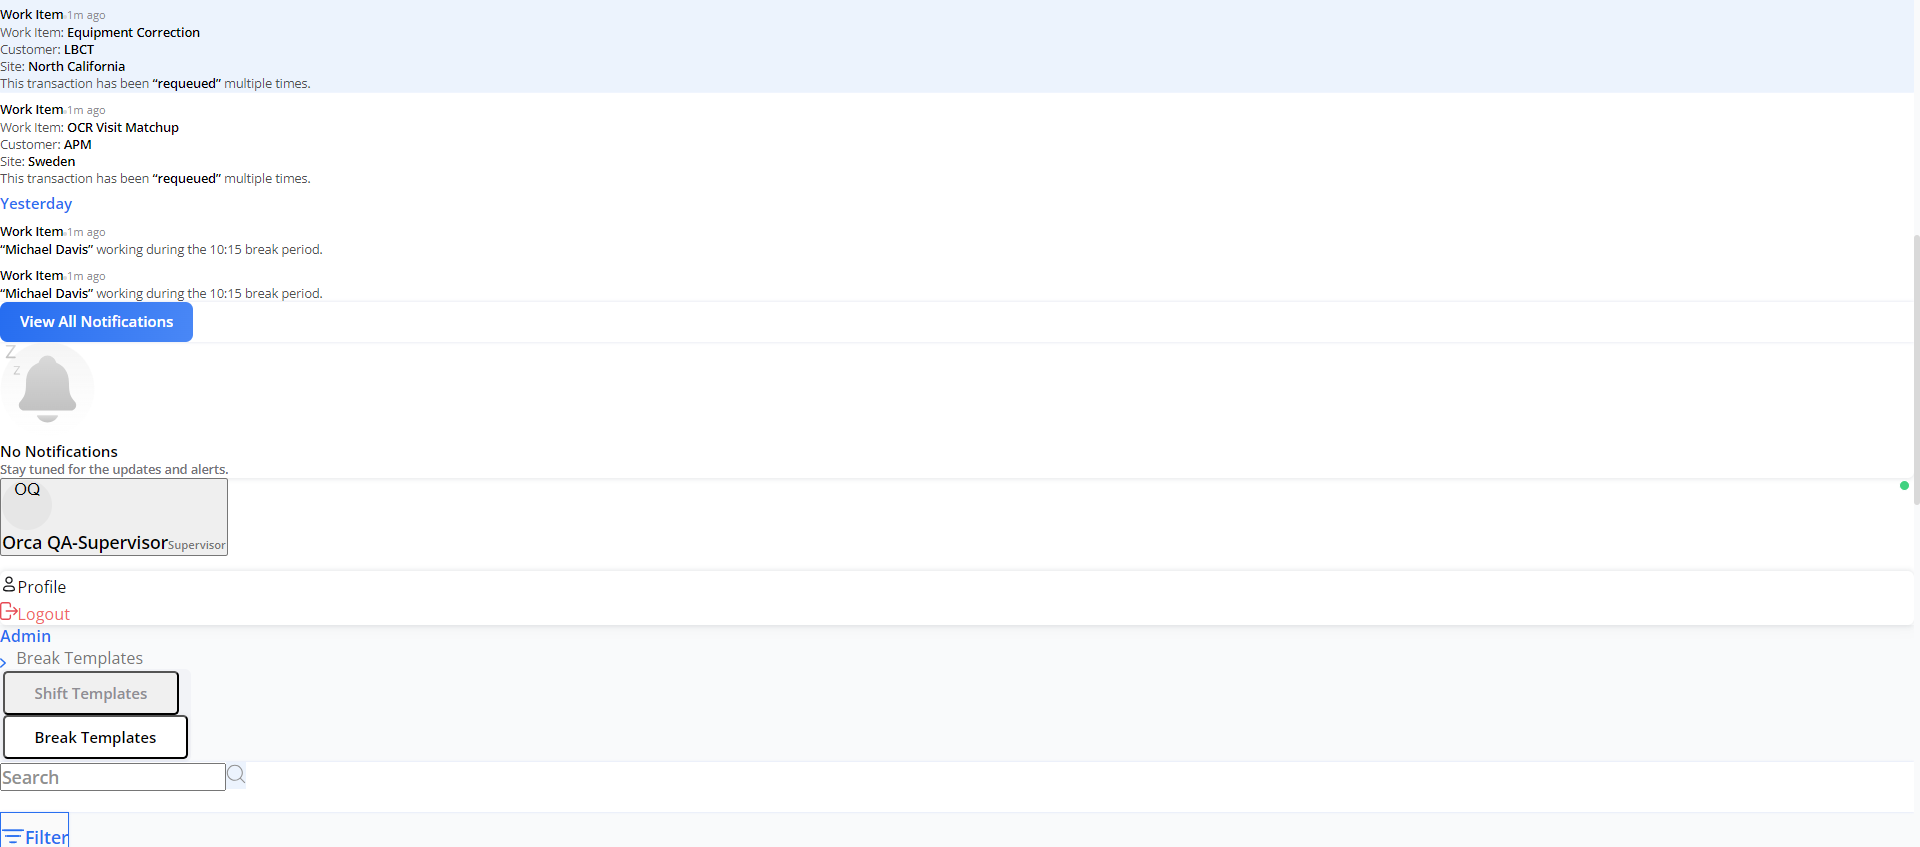 Work Item 1m ago
Work Item: Equipment Correction
Customer: LBCT
Site: North California
This transaction has been “requeued” multiple times.
Work Item 1m ago
Work Item: OCR Visit Matchup
Customer: APM
Site: Sweden
This transaction has been “requeued” multiple times.
Yesterday
Work Item 1m ago
“Michael Davis” working during the 10:15 break period.
Work Item 1m ago
“Michael Davis” working during the 10:15 break period.
View All Notifications
Z
z
No Notifications
Stay tuned for the updates and alerts.
OQ
Orca QA-Supervisor Supervisor
Profile
Logout
Admin
Break Templates
Shift Templates
Break Templates
Search
Filter